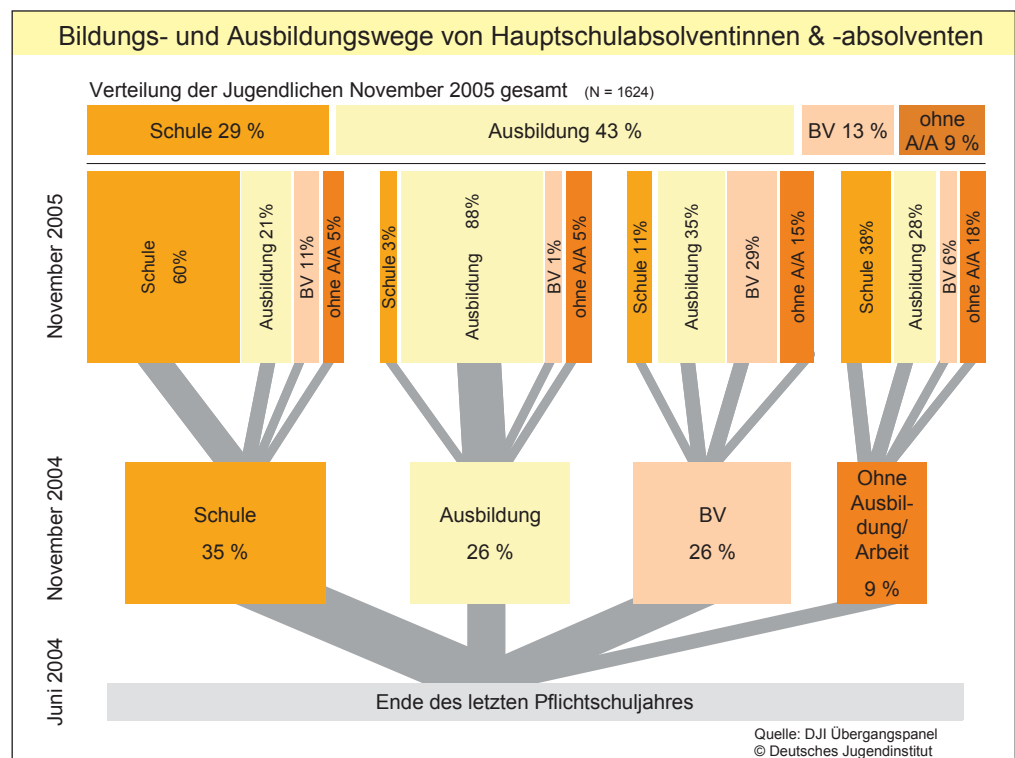 Bildungs- und Ausbildungswege von Hauptschulabsolventinnen & -absolventen
Verteilung der Jugendlichen November 2005 gesamt (N = 1624)
Schule 29 %
Ausbildung 43 %
BV 13 %
ohne
A/A 9 %
November 2005
Schule
60%
Ausbildung 21%
BV 11%
ohne A/A 5%
Schule 3%
Ausbildung 88%
BV 1%
ohne A/A 5%
Schule 11%
Ausbildung 35%
BV 29%
ohne A/A 15%
Schule 38%
Ausbildung 28%
BV 6%
ohne A/A 18%
November 2004
Schule
35 %
Ausbildung
26 %
BV
26 %
Ohne
Ausbil-
dung/
Arbeit
9 %
Juni 2004
Ende des letzten Pflichtschuljahres
Quelle: DJI Übergangspanel
© Deutsches Jugendinstitut